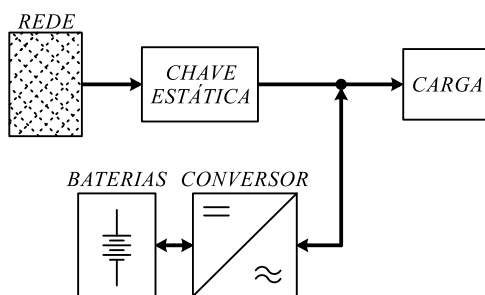 REDE
CHAVE
ESTÁTICA
CARGA
BATERIAS
CONVERSOR